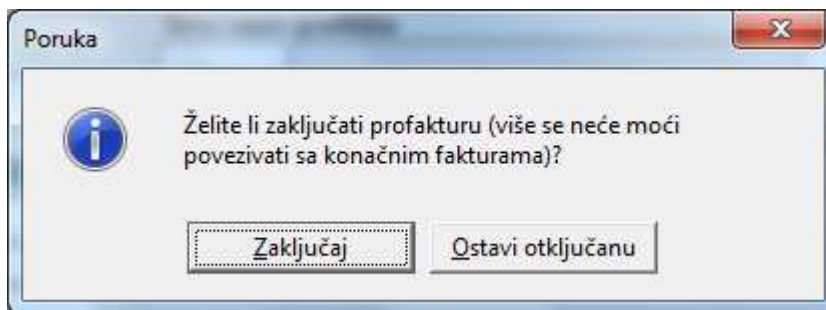 Poruka
Želite li zaključati profakturu (više se neće moći
povezivati sa konačnim fakturama)?
Zaključaj
Ostavi otključanu